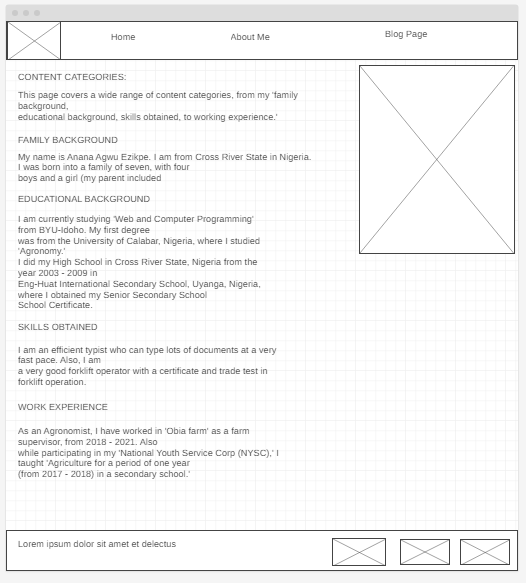 Home About Me Blog Page
CONTENT CATEGORIES:
This page covers a wide range of content categories, from my 'family
background,
educational background, skills obtained, to working experience.'
FAMILY BACKGROUND
My name is Anana Agwu Ezikpe. I am from Cross River State in Nigeria.
I was born into a family of seven, with four
boys and a girl (my parent included
EDUCATIONAL BACKGROUND
I am currently studying 'Web and Computer Programming'
from BYU-Idoho. My first degree
was from the University of Calabar, Nigeria, where I studied
'Agronomy.'
I did my High School in Cross River State, Nigeria from the
year 2003 - 2009 in
Eng-Huat International Secondary School, Uyanga, Nigeria,
where I obtained my Senior Secondary School
School Certificate.
SKILLS OBTAINED
I am an efficient typist who can type lots of documents at a very
fast pace. Also, I am
a very good forklift operator with a certificate and trade test in
forklift operation.
WORK EXPERIENCE
As an Agronomist, I have worked in 'Obia farm' as a farm
supervisor, from 2018 - 2021. Also
while participating in my 'National Youth Service Corp (NYSC),' I
taught 'Agriculture for a period of one year
(from 2017 - 2018) in a secondary school.'
Lorem ipsum dolor sit amet et delectus